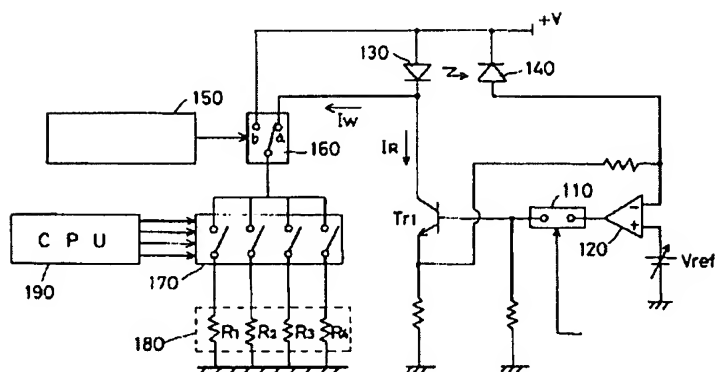 +V
130
140
150
b
a
160
IW
IR
110
120
Tr1
Vref
CPU
190
170
180
R1
R2
R3
R4
-
+